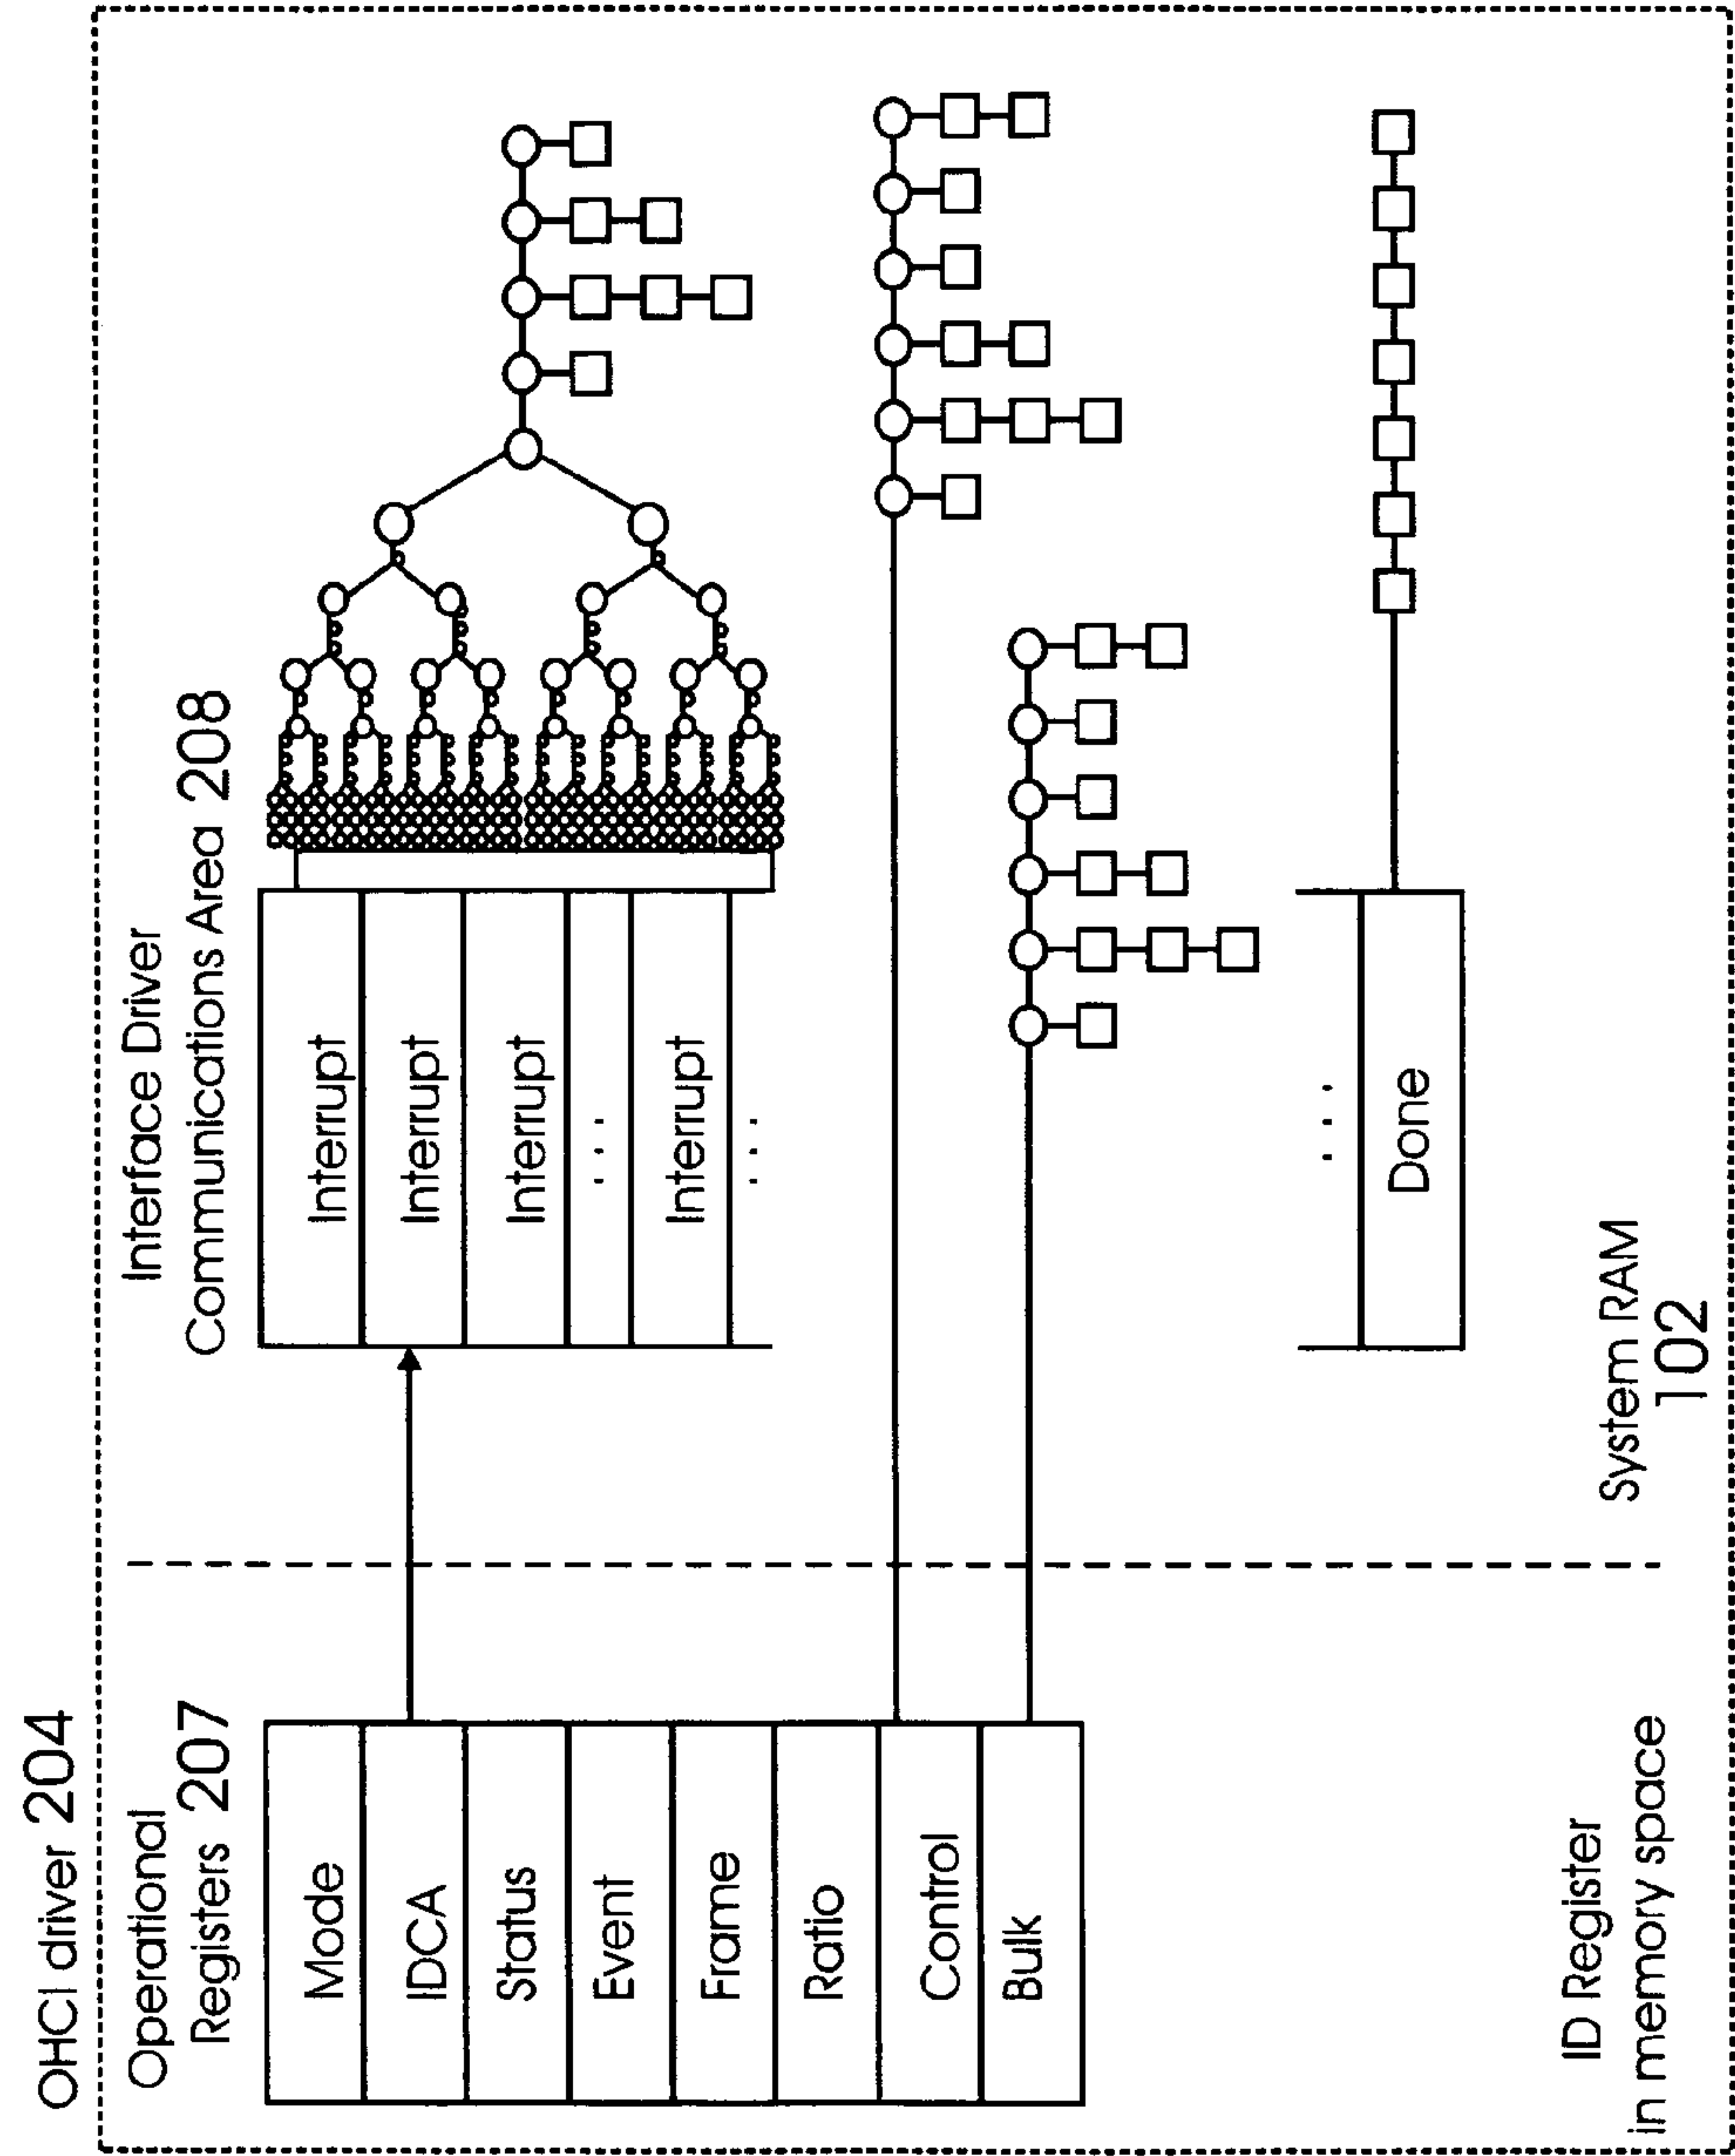 OHCI driver 204
Operational
Registers 207
Mode
IDCA
Status
Event
Frame
Ratio
Control
Bulk
ID Register
in memory space
Interface Driver
Communications Area 208
Interrupt
Interrupt
Interrupt
...
Interrupt
...
...
Done
System RAM
102